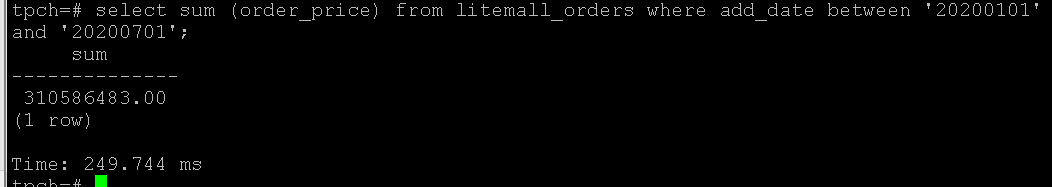 tpch=# select sum (order_price) from litemall_orders where add_date between '20200101'
and '20200701';
sum
--------------
310586483.00
(1 row)
Time: 249.744 ms
tpch=#